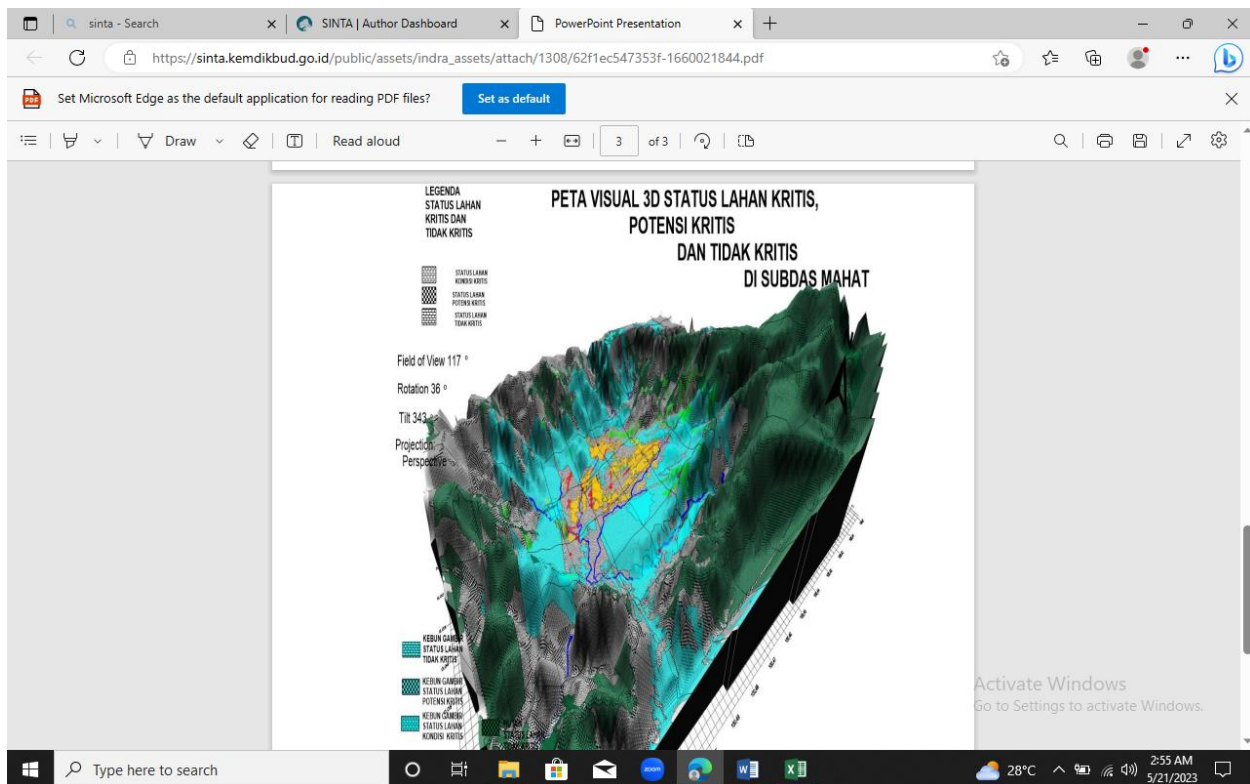 sinta - Search
SINTA | Author Dashboard
PowerPoint Presentation
https://sinta.kemdikbud.go.id/public/assets/indra_assets/attach/1308/62f1ec547353f-1660021844.pdf
Set Microsoft Edge as the default application for reading PDF files?
Set as default
Draw
Read aloud
3
of 3
LEGENDA
STATUS LAHAN
KRITIS DAN
TIDAK KRITIS
PETA VISUAL 3D STATUS LAHAN KRITIS,
POTENSI KRITIS
DAN TIDAK KRITIS
DI SUBDAS MAHAT
STATUS LAHAN
KONDISI KRITIS
STATUS LAHAN
POTENSI KRITIS
STATUS LAHAN
TIDAK KRITIS
Field of View 117 °
Rotation 36 °
Tilt 343
Projection
Perspective
KEBUN GAMBIR
STATUS LAHAN
TIDAK KRITIS
KEBUN GAMBIR
STATUS LAHAN
POTENSI KRITIS
KEBUN GAMBIR
STATUS LAHAN
KONDISI KRITIS
Activate Windows
Go to Settings to activate Windows.
Type here to search
zoom
28°C
2:55 AM
5/21/2023